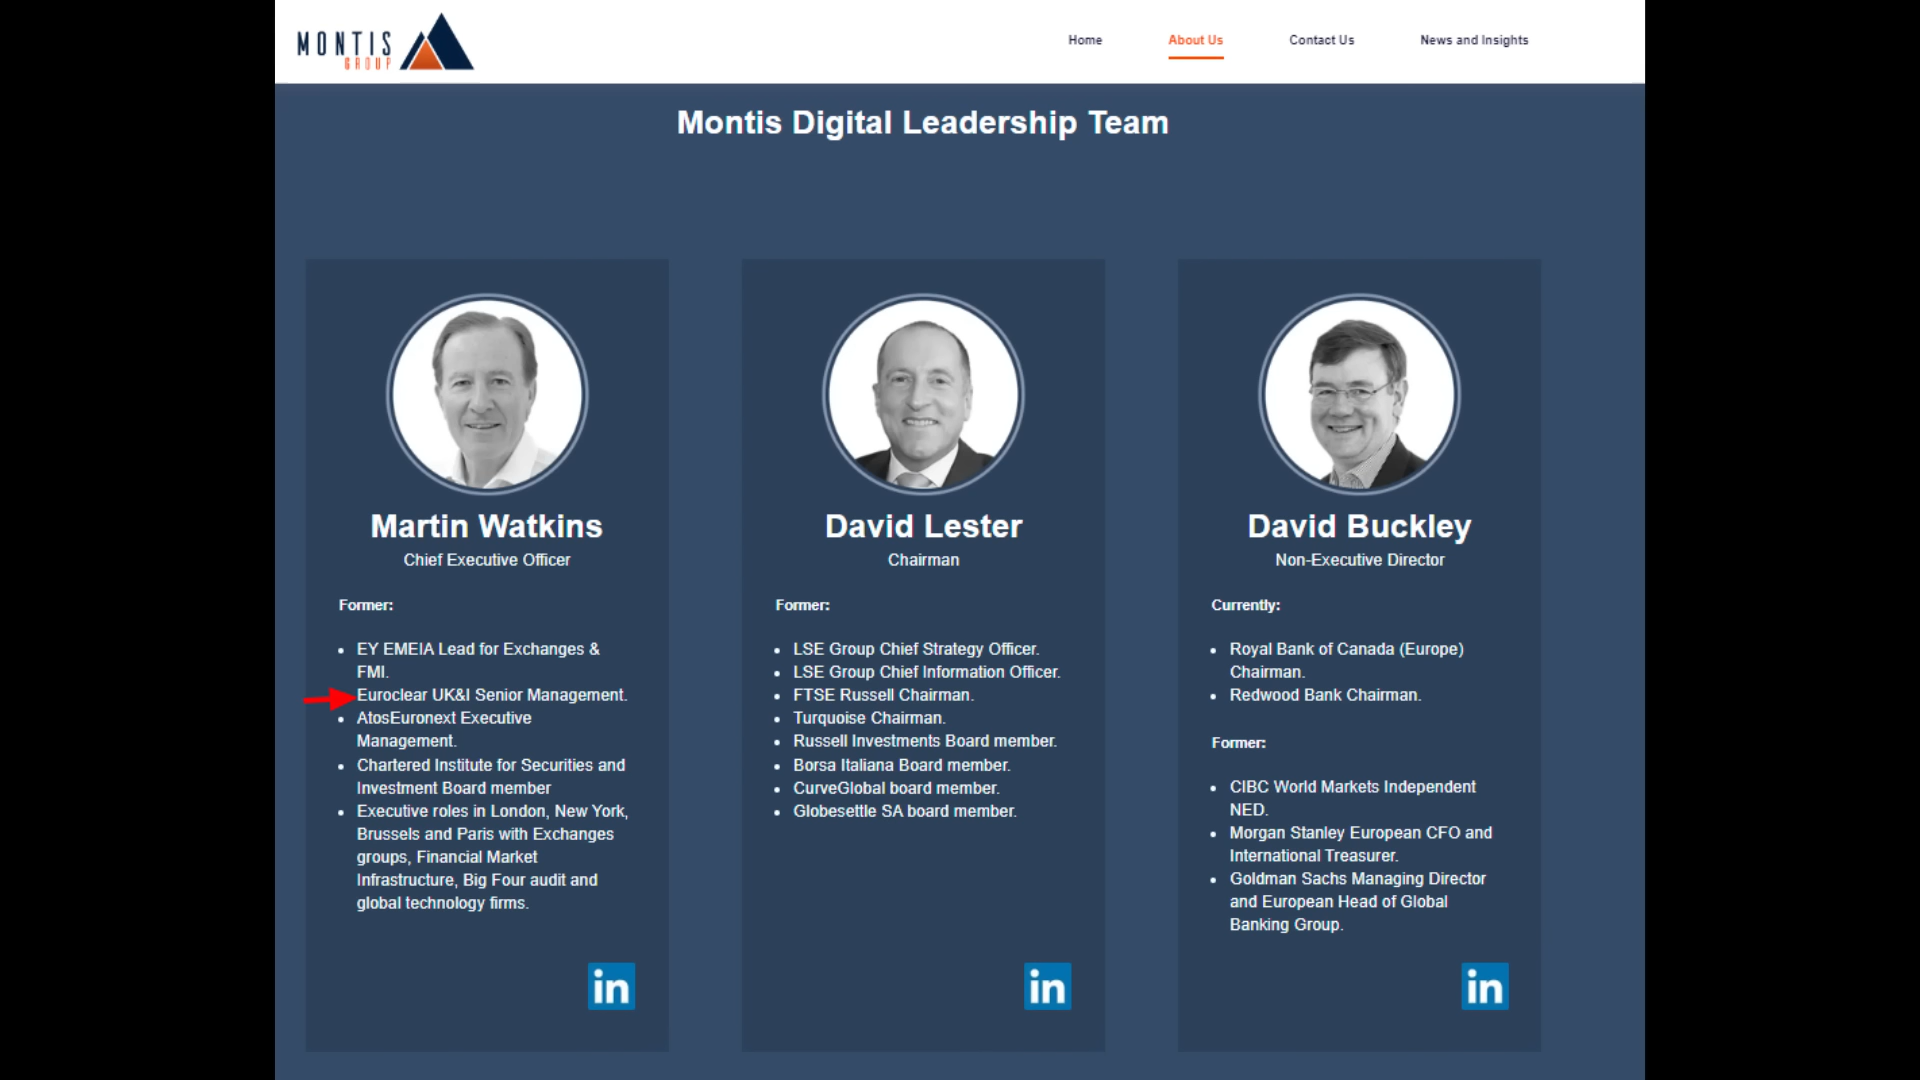 MONTIS
GROUP
Home
About Us
Contact Us
News and Insights
Montis Digital Leadership Team
Martin Watkins
Chief Executive Officer
Former:
EY EMEIA Lead for Exchanges &
FMI.
Euroclear UK&I Senior Management.
AtosEuronext Executive
Management.
Chartered Institute for Securities and
Investment Board member
Executive roles in London, New York,
Brussels and Paris with Exchanges
groups, Financial Market
Infrastructure, Big Four audit and
global technology firms.
in
David Lester
Chairman
Former:
LSE Group Chief Strategy Officer.
LSE Group Chief Information Officer.
FTSE Russell Chairman.
Turquoise Chairman.
Russell Investments Board member.
Borsa Italiana Board member.
CurveGlobal board member.
Globesettle SA board member.
in
David Buckley
Non-Executive Director
Currently:
Royal Bank of Canada (Europe)
Chairman.
Redwood Bank Chairman.
Former:
CIBC World Markets Independent
NED.
Morgan Stanley European CFO and
International Treasurer.
Goldman Sachs Managing Director
and European Head of Global
Banking Group.
in